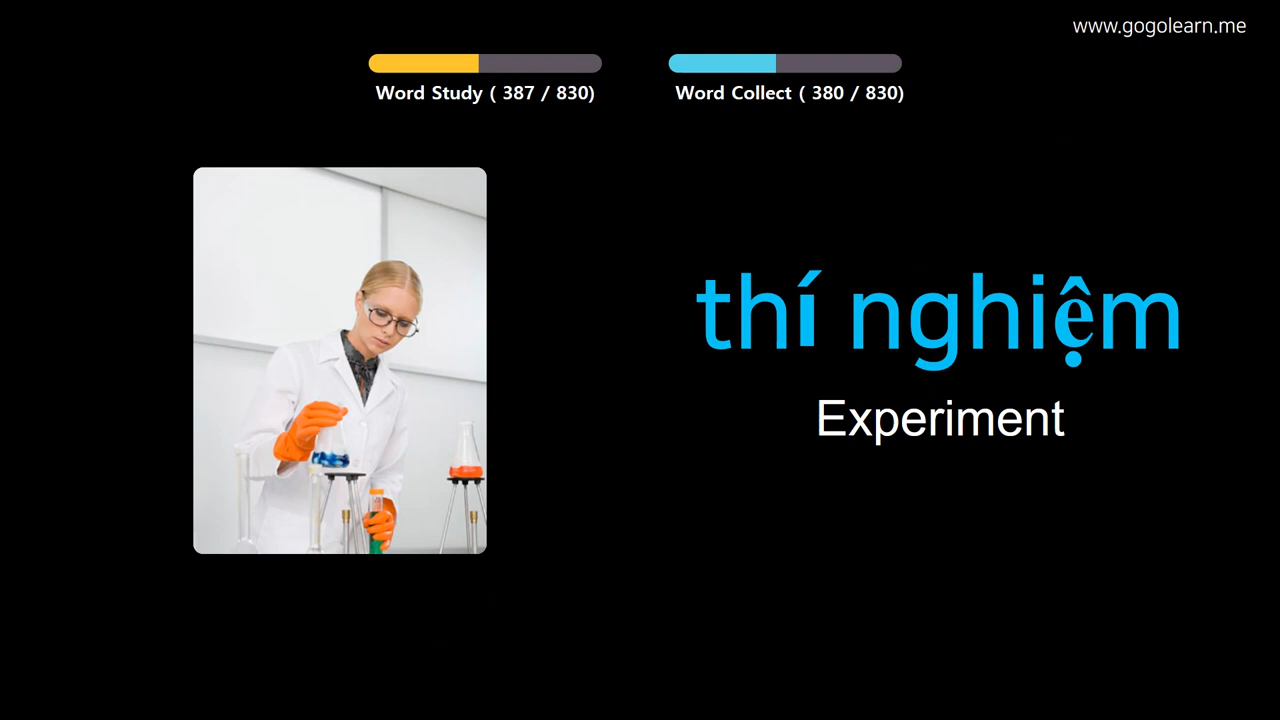 www.gogolearn.me
Word Study ( 387 / 830)
Word Collect ( 380 / 830)
thí nghiệm
Experiment